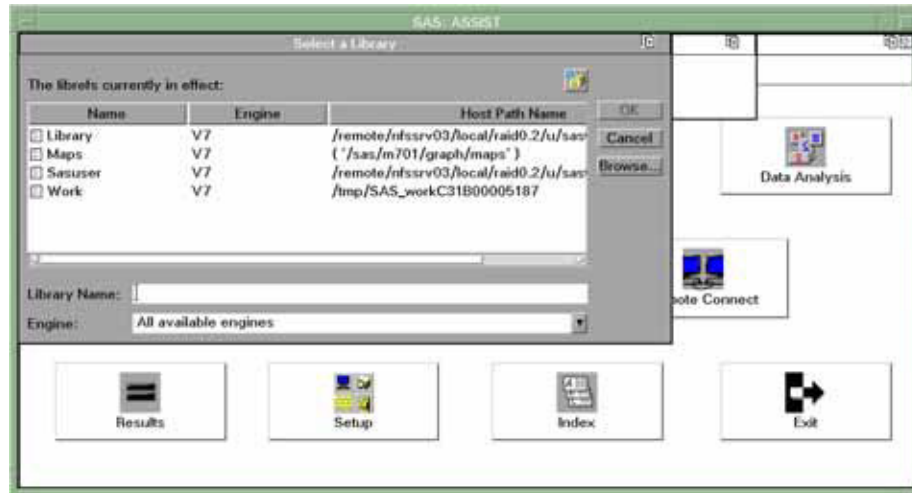 SAS: ASSIST
Select a Library
The librefs currently in effect:
Name Engine Host Path Name
Library V7 /remote/nfssrv03/local/raid0.2/u/sas
Maps V7 ( "/sas/m701/graph/maps" )
Sasuser V7 /remote/nfssrv03/local/raid0.2/u/sas
Work V7 /tmp/SAS_workC31B00005187
OK
Cancel
Browse...
Library Name:
Engine: All available engines
Data Analysis
ote Connect
Results
Setup
Index
Exit